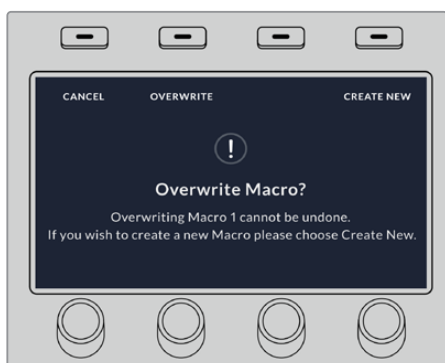 CANCEL OVERWRITE CREATE NEW
!
Overwrite Macro?
Overwriting Macro 1 cannot be undone.
If you wish to create a new Macro please choose Create New.